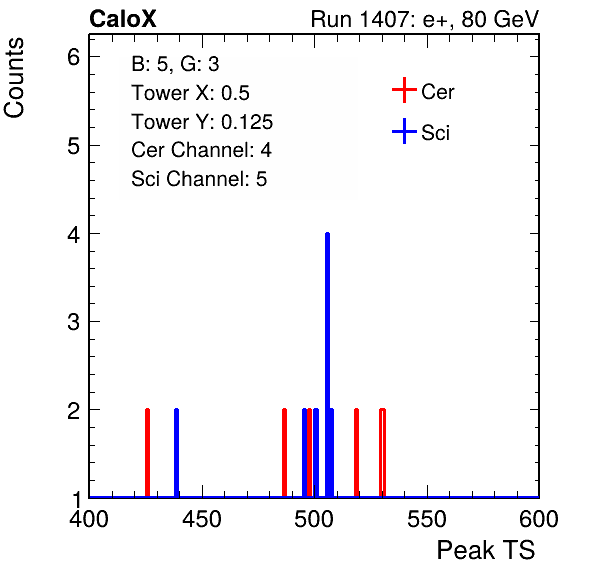 CaloX Run 1407: e+, 80 GeV
Counts
B: 5, G: 3
Tower X: 0.5
Tower Y: 0.125
Cer Channel: 4
Sci Channel: 5
Cer
Sci
6
5
4
3
2
1
400 450 500 550 600
Peak TS